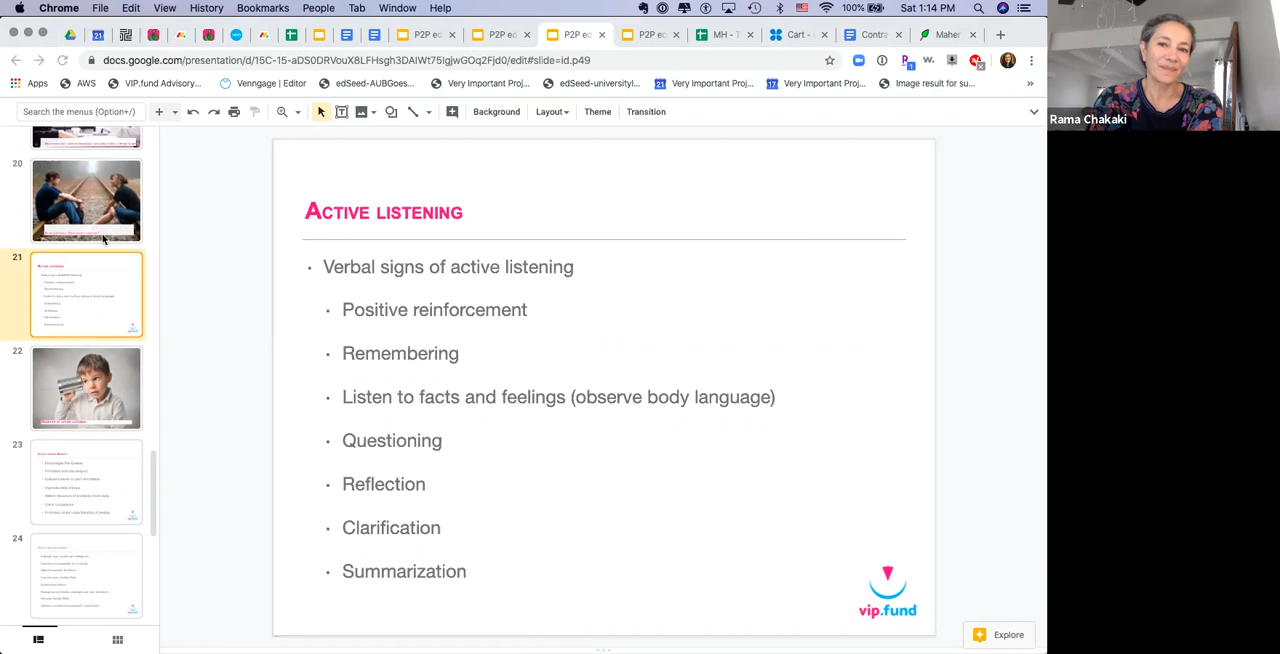 Chrome File Edit View History Bookmarks People Tab Window Help 100% Sat 1:14 PM
P2P ed P2P ed P2P ed P2P ed MH - T Cart - Contra Maher
docs.google.com/presentation/d/15C-15-aDS0DRVouX8LFHsgh3DAIWt75IgjwGOq2Fjd0/edit#slide=id.p49
Apps AWS VIP.fund Advisory... Venngage | Editor edSeed-AUBGoes... Very Important Proj... edSeed-universityI... Very Important Proj... Very Important Proj... Image result for su...
Search the menus (Option+/) Background Layout Theme Transition
Rama Chakaki
20
21
22
23
24
ACTIVE LISTENING
• Verbal signs of active listening
• Positive reinforcement
• Remembering
• Listen to facts and feelings (observe body language)
• Questioning
• Reflection
• Clarification
• Summarization
vip.fund
Explore